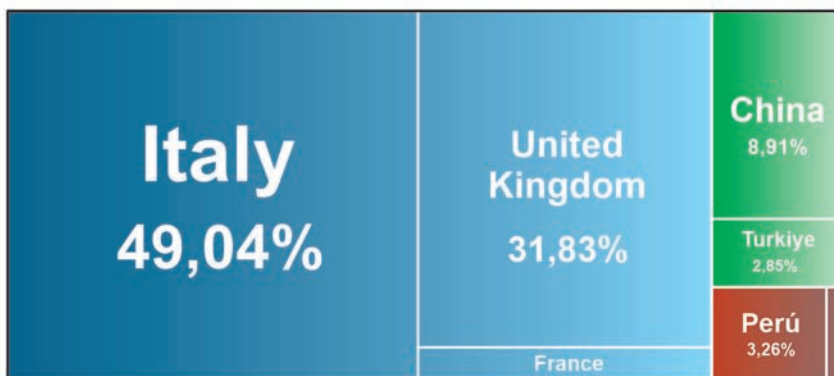 Italy
49,04%
United
Kingdom
31,83%
France
China
8,91%
Turkiye
2,85%
Perú
3,26%